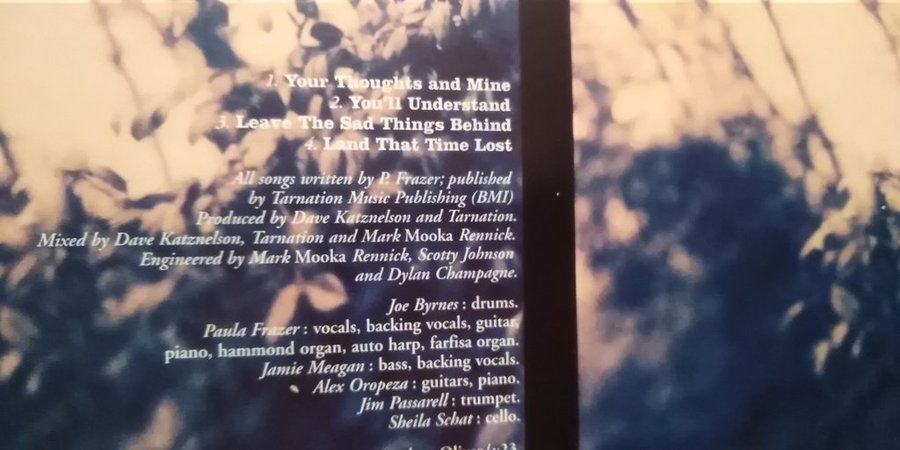 1. Your Thoughts and Mine
2. You'll Understand
3. Leave The Sad Things Behind
4. Land That Time Lost
All songs written by P. Frazer; published
by Tarnation Music Publishing (BMI)
Produced by Dave Katznelson and Tarnation.
Mixed by Dave Katznelson, Tarnation and Mark Mooka Rennick.
Engineered by Mark Mooka Rennick, Scotty Johnson
and Dylan Champagne.
Joe Byrnes : drums.
Paula Frazer : vocals, backing vocals, guitar,
piano, hammond organ, auto harp, farfisa organ.
Jamie Meagan : bass, backing vocals.
Alex Oropeza : guitars, piano.
Jim Passarell : trumpet.
Sheila Schat : cello.